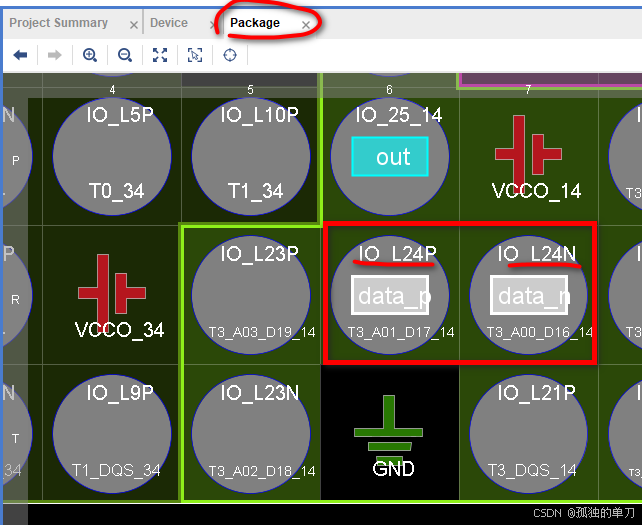 Project Summary × Device × Package ×
4 5 6 7
N IO_L5P IO_L10P IO_25_14
P out
T0_34 T1_34 VCCO_14 T3
P IO_L23P IO_L24P IO_L24N
R data_p data_n
VCCO_34 T3_A03_D19_14 T3_A01_D17_14 T3_A00_D16_14 T3
N IO_L9P IO_L23N IO_L21P
T
34 T1_DQS_34 T3_A02_D18_14 GND T3_DQS_14 T3
CSDN @孤独的单刀